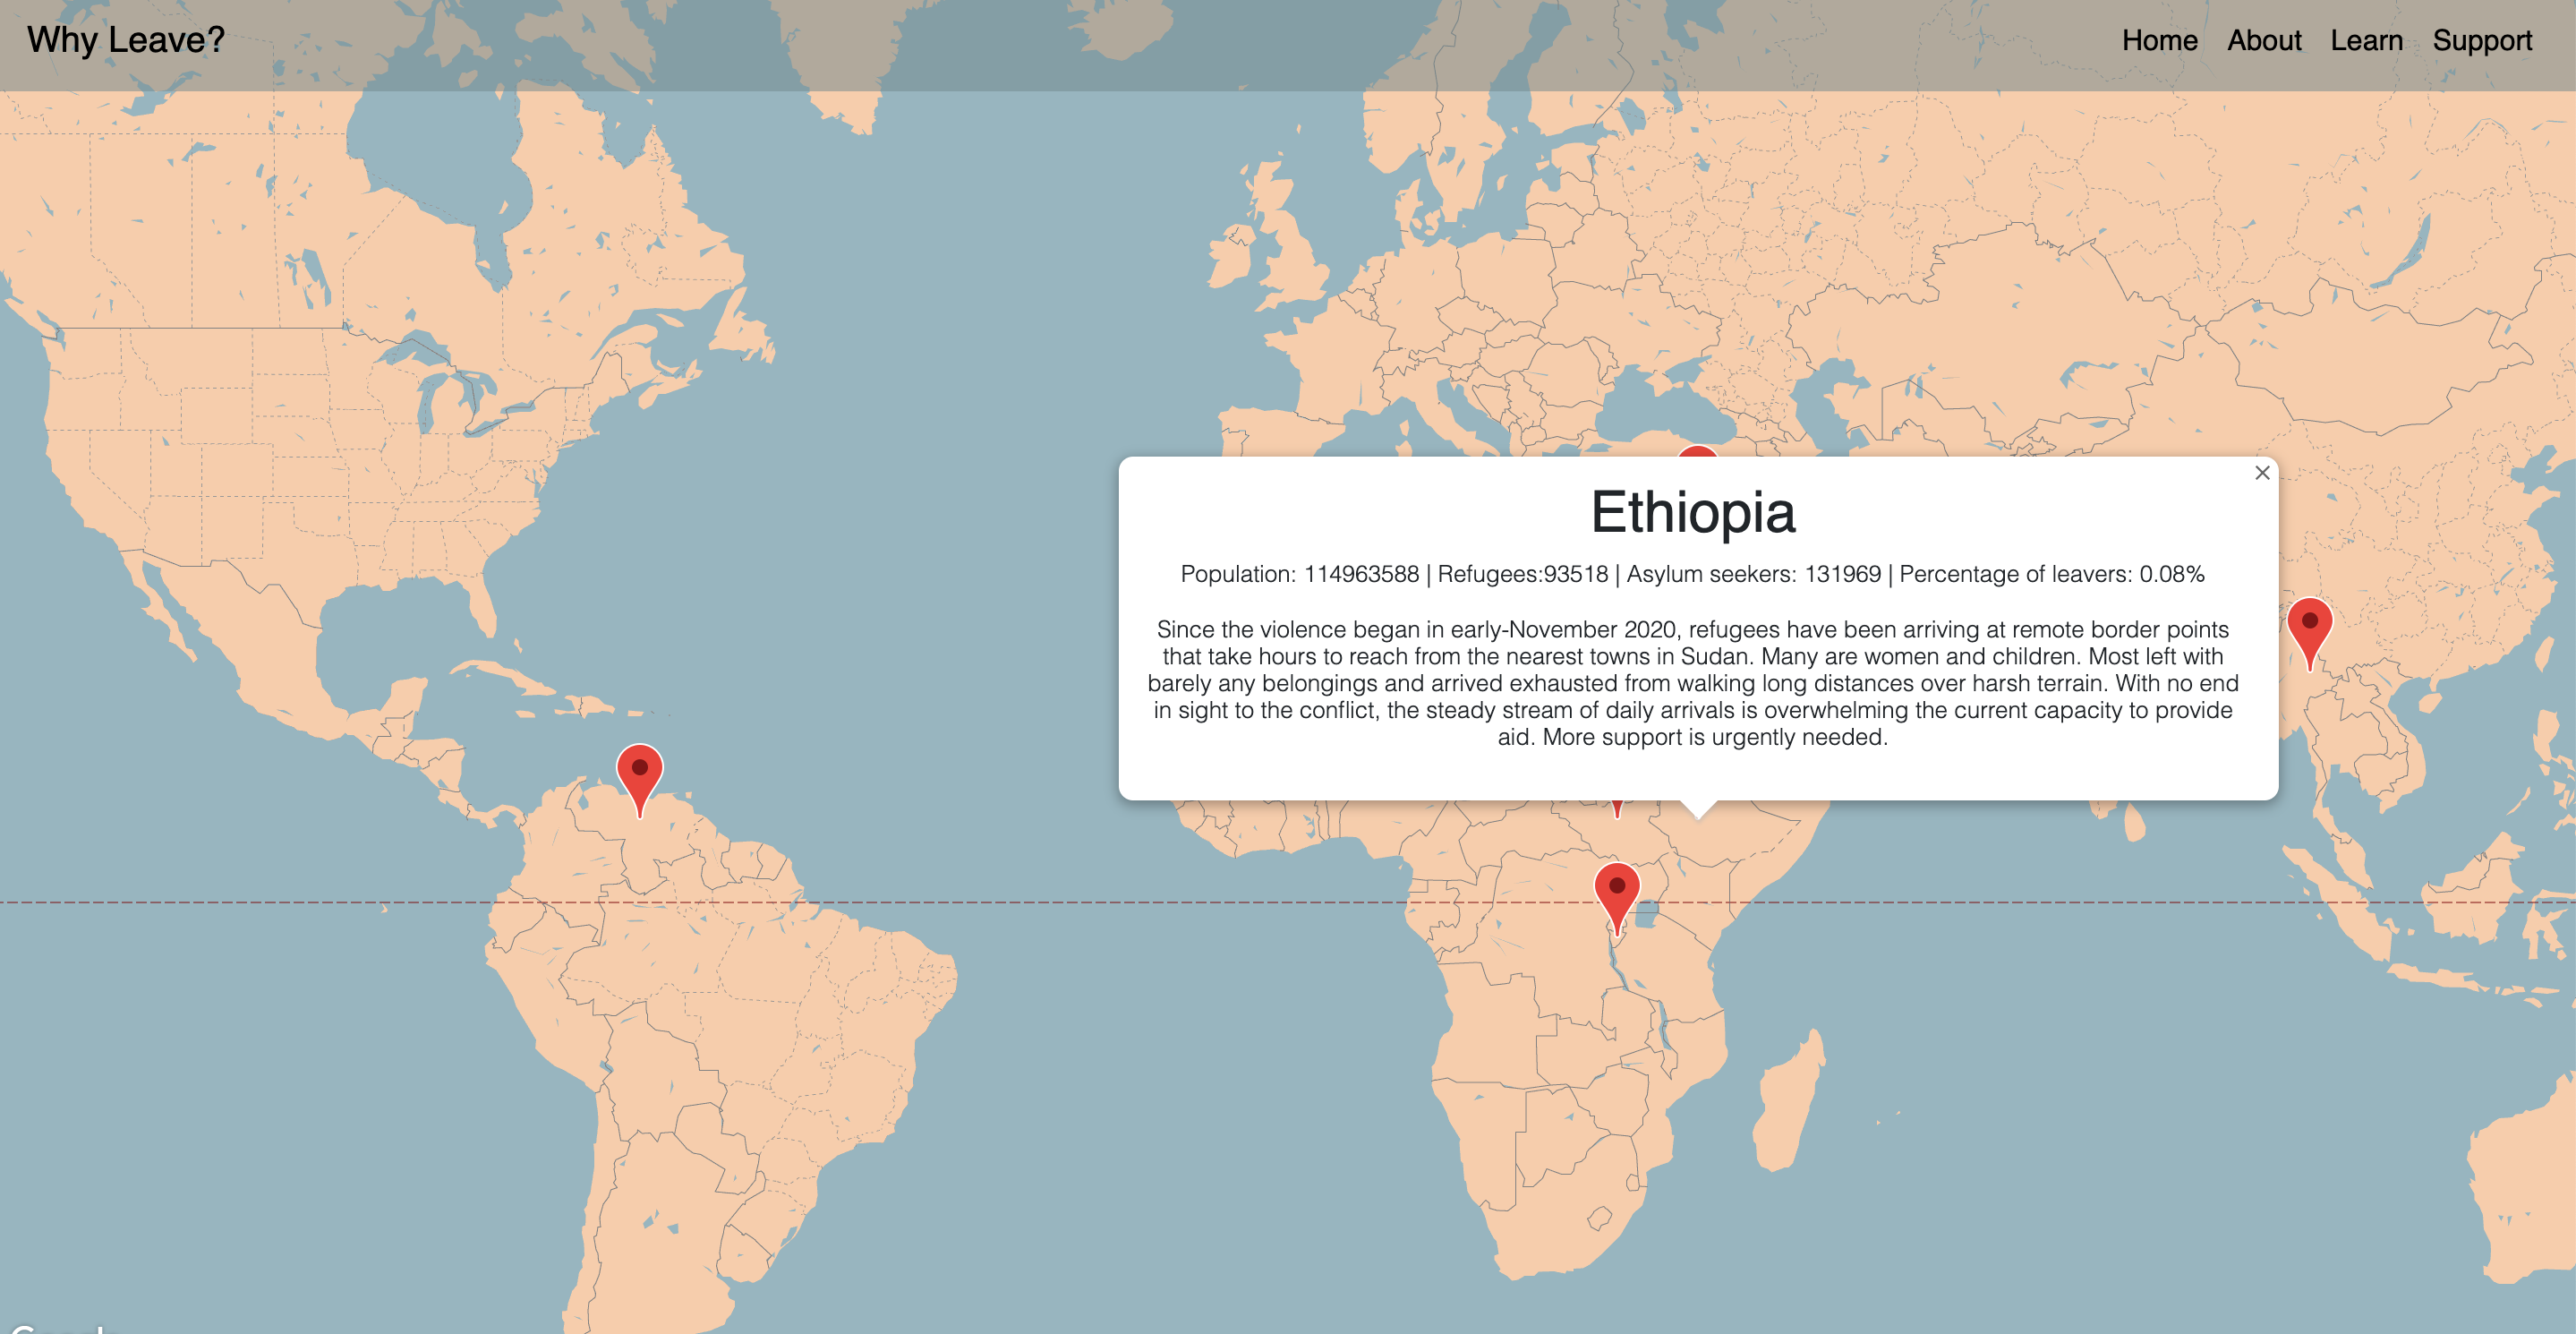 Why Leave?
Home About Learn Support
Ethiopia
Population: 114963588 | Refugees:93518 | Asylum seekers: 131969 | Percentage of leavers: 0.08%
Since the violence began in early-November 2020, refugees have been arriving at remote border points
that take hours to reach from the nearest towns in Sudan. Many are women and children. Most left with
barely any belongings and arrived exhausted from walking long distances over harsh terrain. With no end
in sight to the conflict, the steady stream of daily arrivals is overwhelming the current capacity to provide
aid. More support is urgently needed.